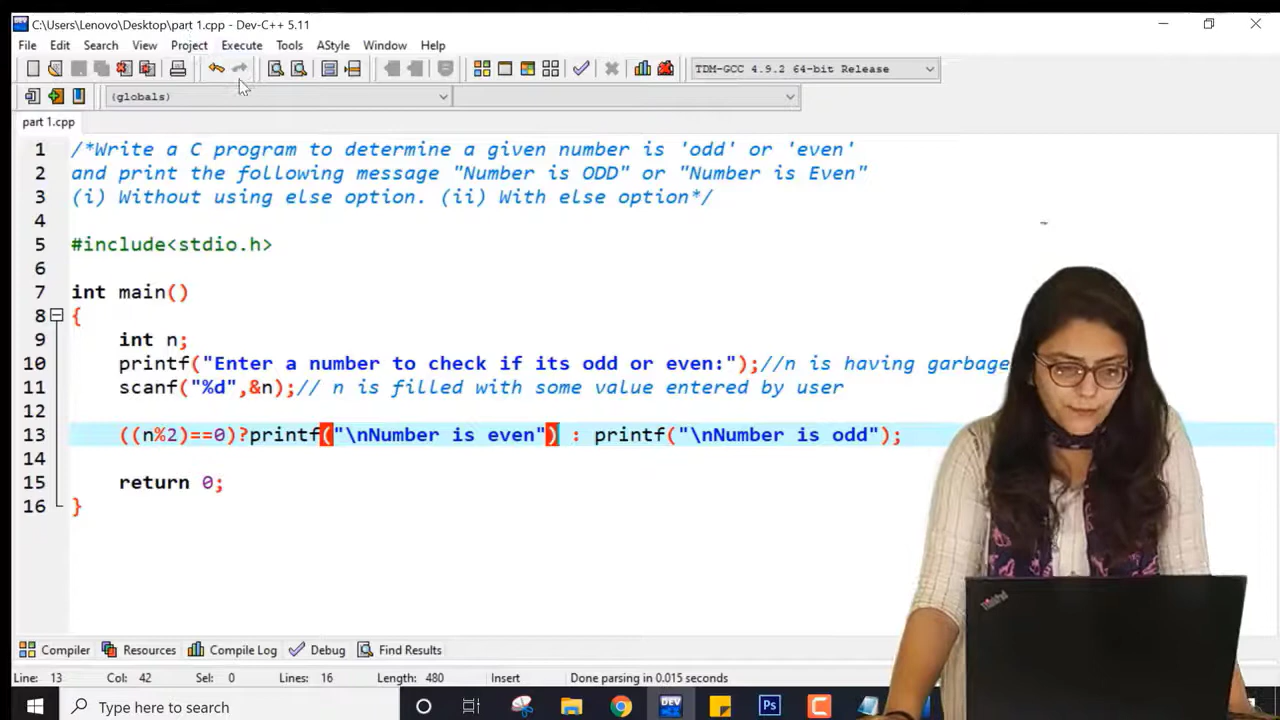 C:\Users\Lenovo\Desktop\part 1.cpp - Dev-C++ 5.11
File Edit Search View Project Execute Tools AStyle Window Help
TDM-GCC 4.9.2 64-bit Release
(globals)
part 1.cpp
1 /*Write a C program to determine a given number is 'odd' or 'even'
2 and print the following message "Number is ODD" or "Number is Even"
3 (i) Without using else option. (ii) With else option*/
4
5 #include<stdio.h>
6
7 int main()
8 {
9 int n;
10 printf("Enter a number to check if its odd or even:");//n is having garbage
11 scanf("%d",&n);// n is filled with some value entered by user
12
13 ((n%2)==0)?printf("\nNumber is even") : printf("\nNumber is odd");
14
15 return 0;
16 }
ThinkPad
Compiler Resources Compile Log Debug Find Results
Line: 13 Col: 42 Sel: 0 Lines: 16 Length: 480 Insert Done parsing in 0.015 seconds
Type here to search DEV Ps